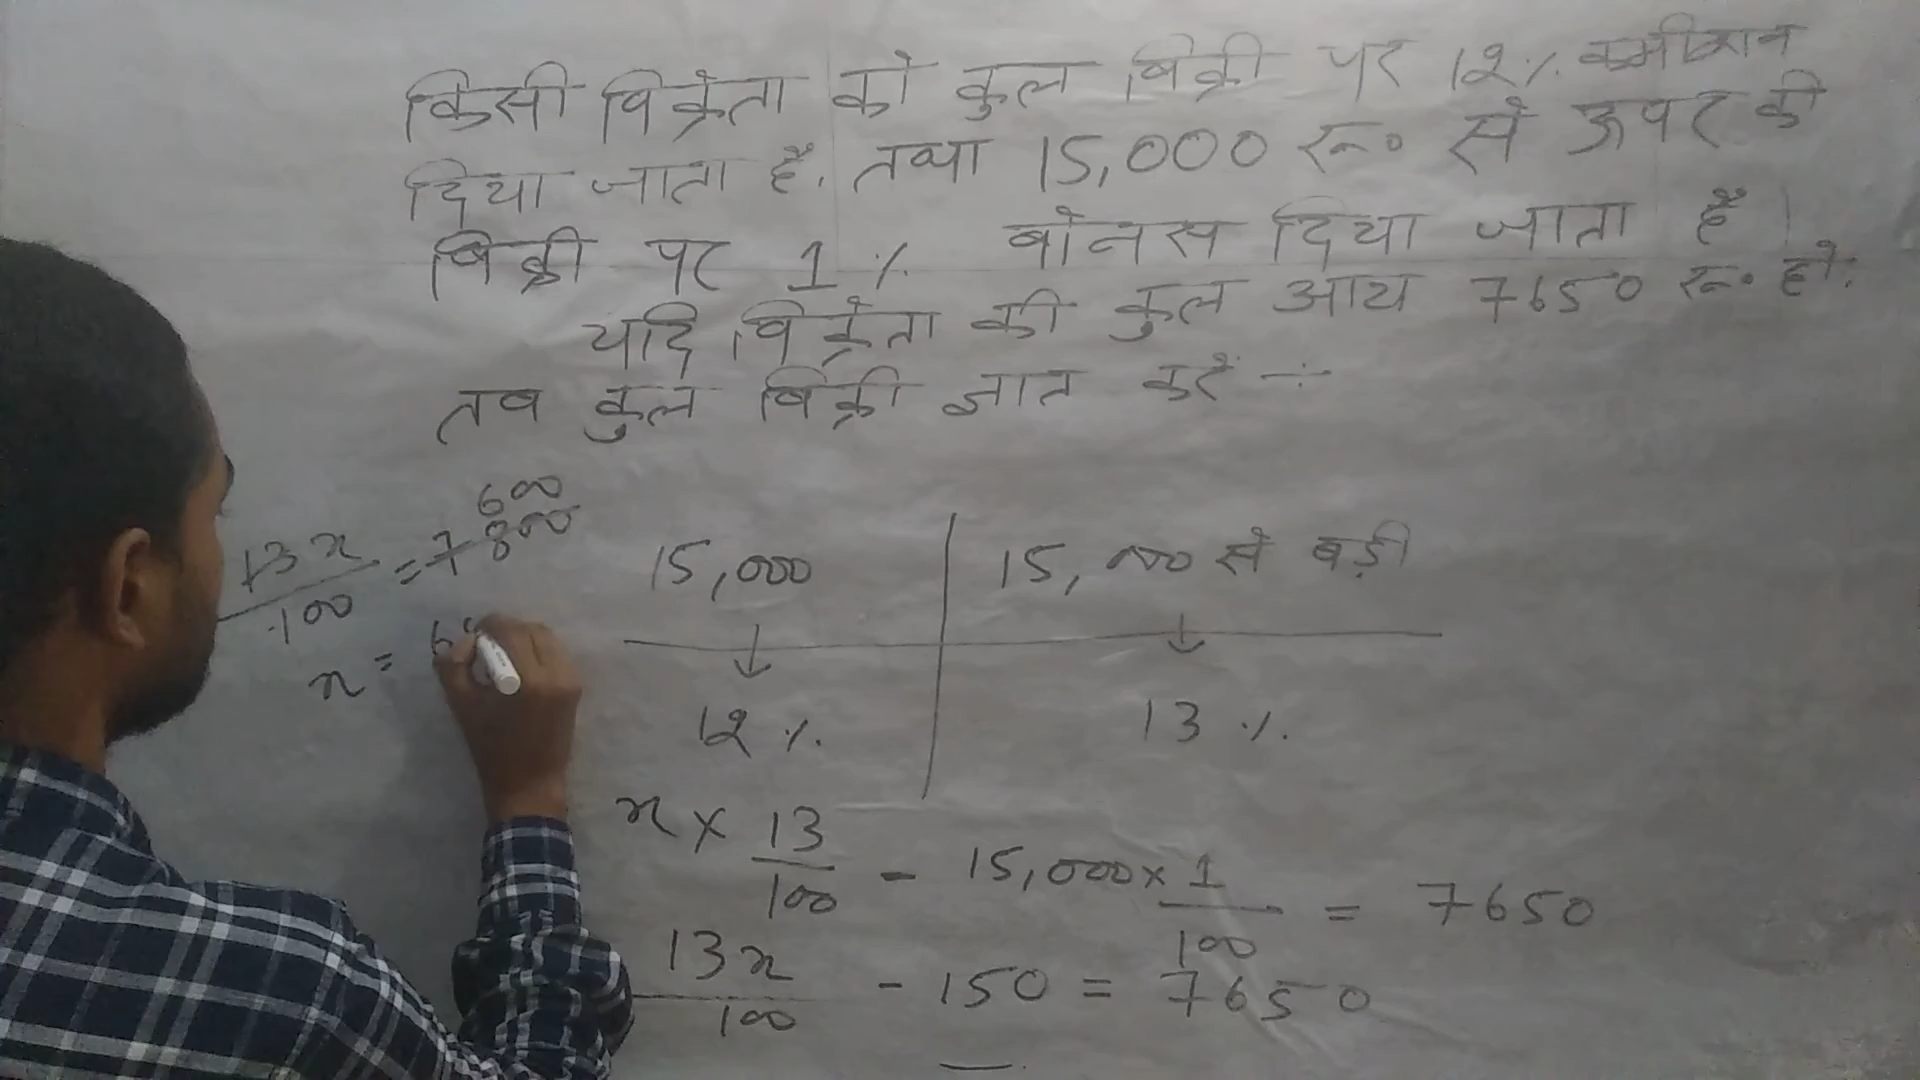 किसी विक्रेता को कुल बिक्री पर 12% कमीशन
दिया जाता है, तथा 15,000 रू० से ऊपर की
बिक्री पर 1% बोनस दिया जाता है।
यदि विक्रेता की कुल आय 7650 रू० हो.
तब कुल बिक्री ज्ञात करें ÷
15,000
15,000 से बड़ी
12%
13%
x × 13/100 - 15,000 × 1/100 = 7650
13x/100 - 150 = 7650
600
13x/100 = 7800
x = 60